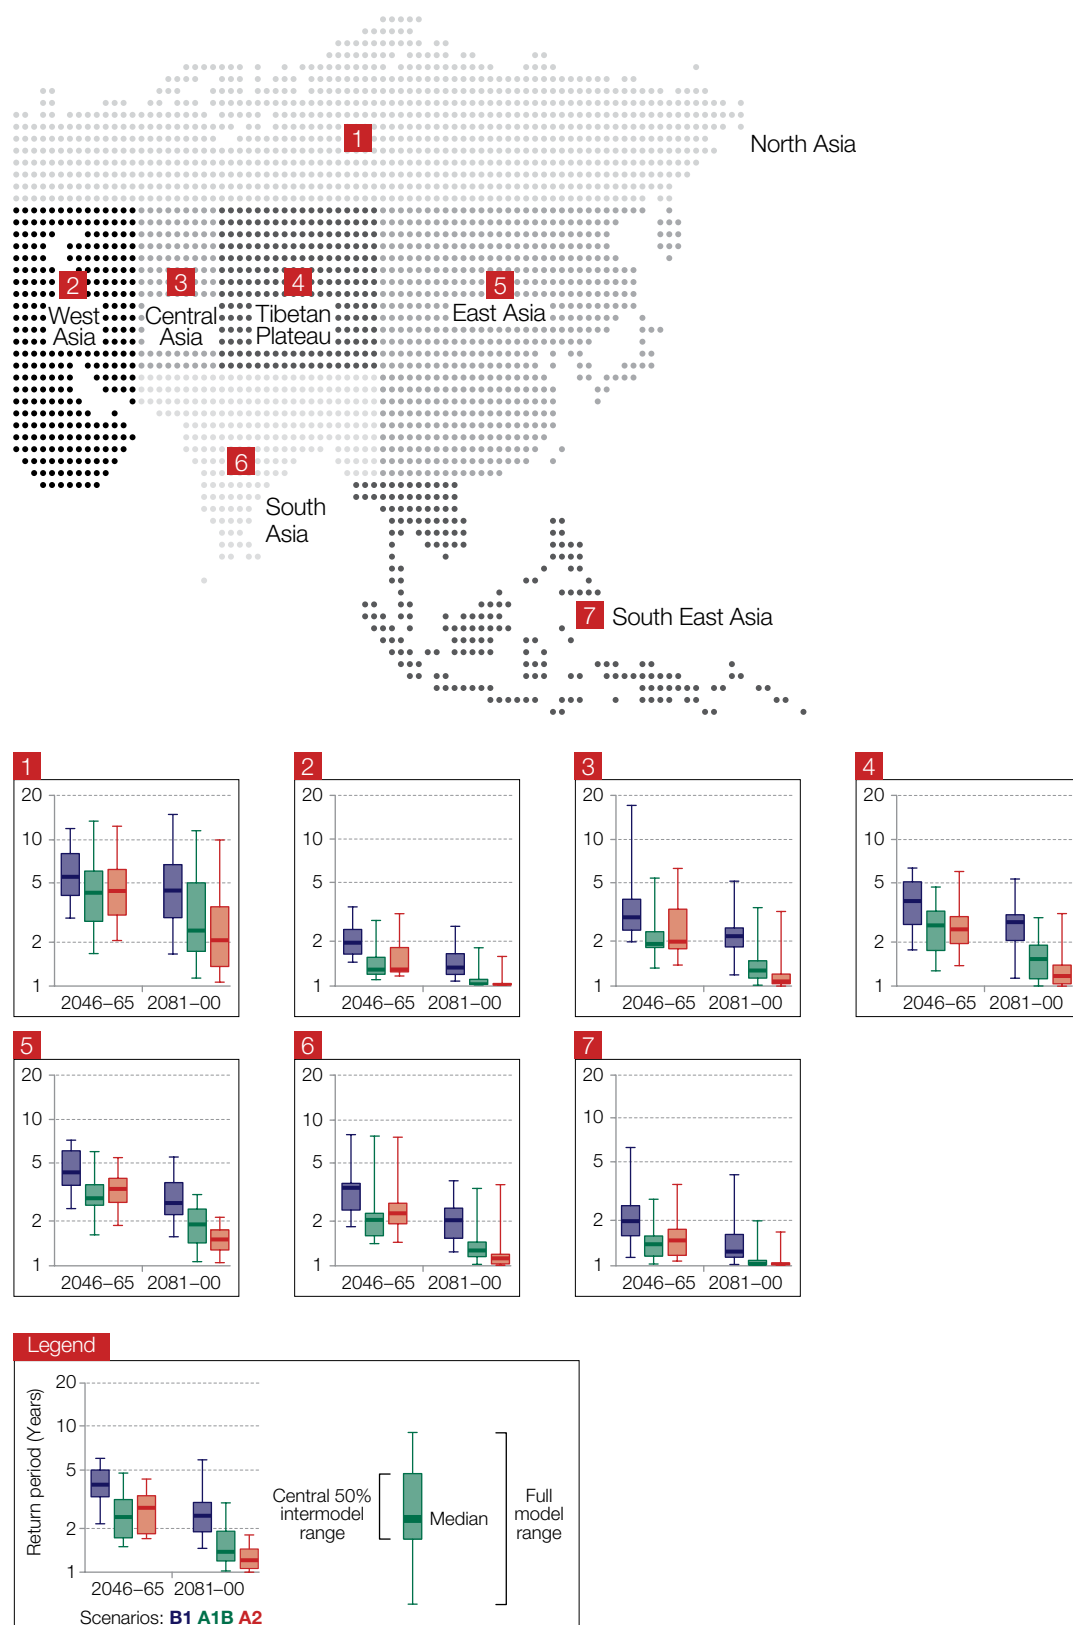 1
North Asia
2
3
4
5
West
Asia
Central
Asia
Tibetan
Plateau
East Asia
6
South
Asia
7
South East Asia
1
20
10
5
2
1
2046–65 2081–00
2
20
10
5
2
1
2046–65 2081–00
3
20
10
5
2
1
2046–65 2081–00
4
20
10
5
2
1
2046–65 2081–00
5
20
10
5
2
1
2046–65 2081–00
6
20
10
5
2
1
2046–65 2081–00
7
20
10
5
2
1
2046–65 2081–00
Legend
Return period (Years)
20
10
5
2
1
2046–65 2081–00
Scenarios: B1 A1B A2
Central 50%
intermodel
range
Median
Full
model
range